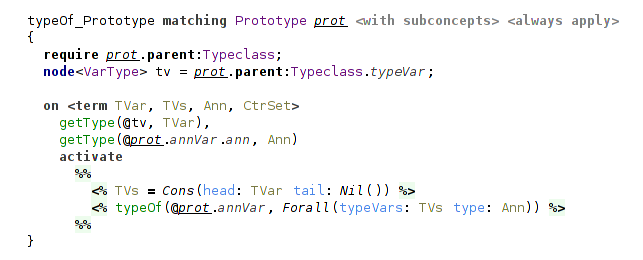 typeOf_Prototype matching Prototype prot <with subconcepts> <always apply>
{
require prot.parent:Typeclass;
node<VarType> tv = prot.parent:Typeclass.typeVar;
on <term TVar, TVs, Ann, CtrSet>
getType(@tv, TVar),
getType(@prot.annVar.ann, Ann)
activate
%%
<% TVs = Cons(head: TVar tail: Nil()) %>
<% typeOf(@prot.annVar, Forall(typeVars: TVs type: Ann)) %>
%%
}